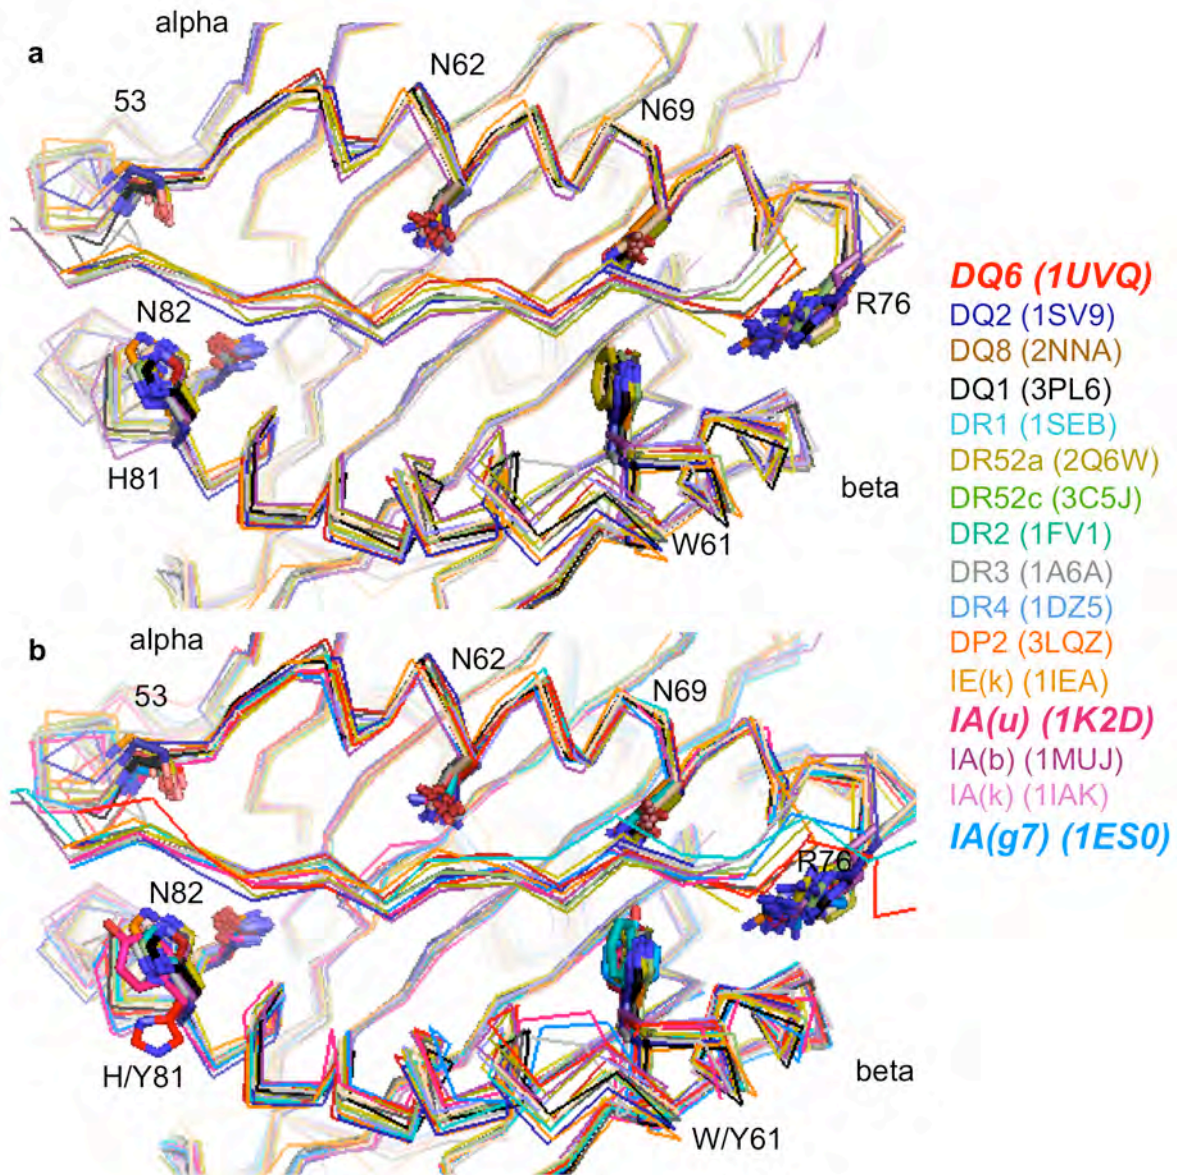 alpha
a
N62
53
N69
N82
R76
H81
beta
W61
DQ6 (1UVQ)
DQ2 (1SV9)
DQ8 (2NNA)
DQ1 (3PL6)
DR1 (1SEB)
DR52a (2Q6W)
DR52c (3C5J)
DR2 (1FV1)
DR3 (1A6A)
DR4 (1DZ5)
DP2 (3LQZ)
IE(k) (1IEA)
IA(u) (1K2D)
IA(b) (1MUJ)
IA(k) (1IAK)
IA(g7) (1ES0)
alpha
b
N62
53
N69
R76
N82
H/Y81
beta
W/Y61